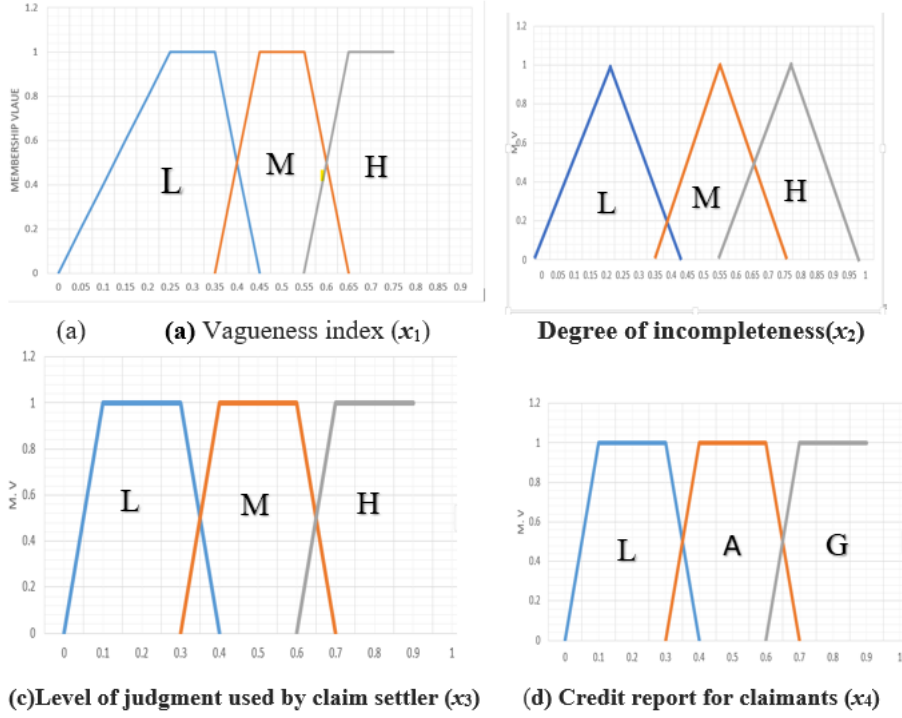 1.2
1
0.8
0.6
0.4
0.2
0
MEMBERSHIP VLAUE
L
M
H
0 0.05 0.1 0.15 0.2 0.25 0.3 0.35 0.4 0.45 0.5 0.55 0.6 0.65 0.7 0.75 0.9
(a) (a) Vagueness index (x1)
1.2
1
0.8
0.6
0.4
0.2
0
M. V
L
M
H
0 0.05 0.1 0.15 0.2 0.25 0.3 0.35 0.4 0.45 0.5 0.55 0.6 0.65 0.7 0.75 0.8 0.85 0.9 0.95 1
Degree of incompleteness(x2)
1.2
1
0.8
0.6
0.4
0.2
0
M. V
L
M
H
0 0.1 0.2 0.3 0.4 0.5 0.6 0.7 0.8 0.9 1
(c)Level of judgment used by claim settler (x3)
1.2
1
0.8
0.6
0.4
0.2
0
M. V
L
A
G
0 0.1 0.2 0.3 0.4 0.5 0.6 0.7 0.8 0.9 1
(d) Credit report for claimants (x4)